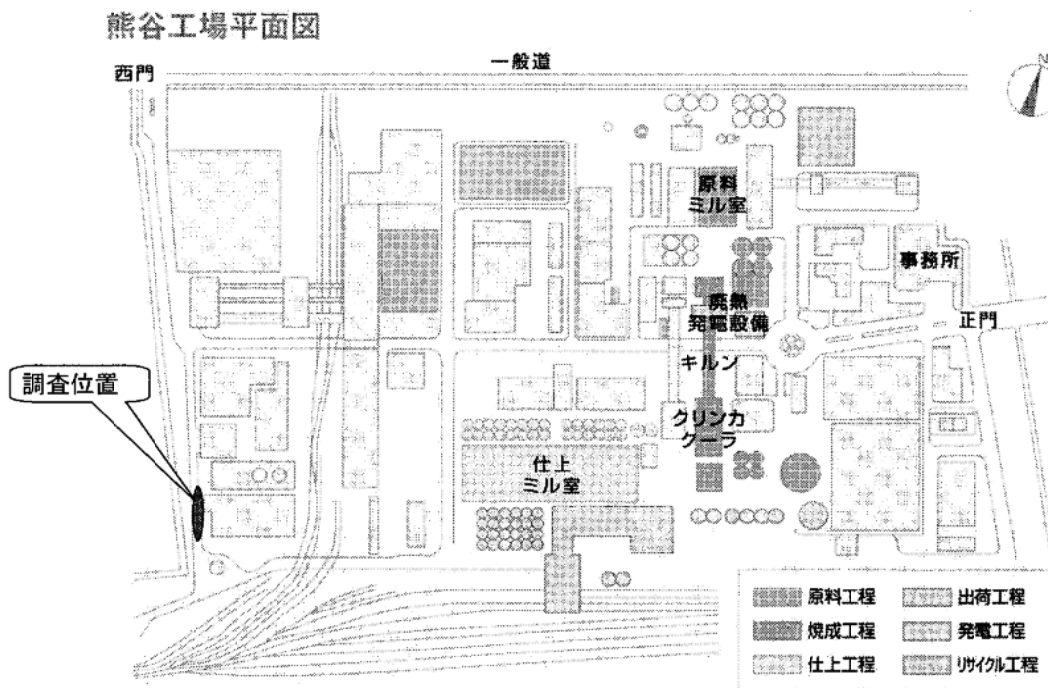 熊谷工場平面図
西門
一般道
N
原料
ミル室
事務所
廃熱
発電設備
正門
キルン
調査位置
クリンカ
クーラ
仕上
ミル室
原料工程
出荷工程
焼成工程
発電工程
仕上工程
リサイクル工程